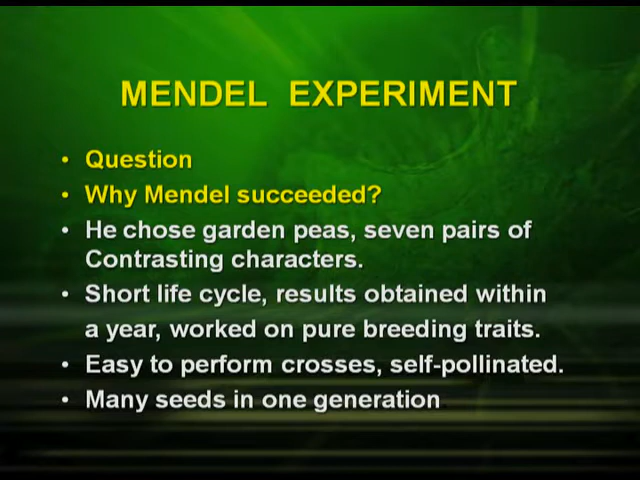 MENDEL EXPERIMENT
• Question
• Why Mendel succeeded?
• He chose garden peas, seven pairs of
Contrasting characters.
• Short life cycle, results obtained within
a year, worked on pure breeding traits.
• Easy to perform crosses, self-pollinated.
• Many seeds in one generation